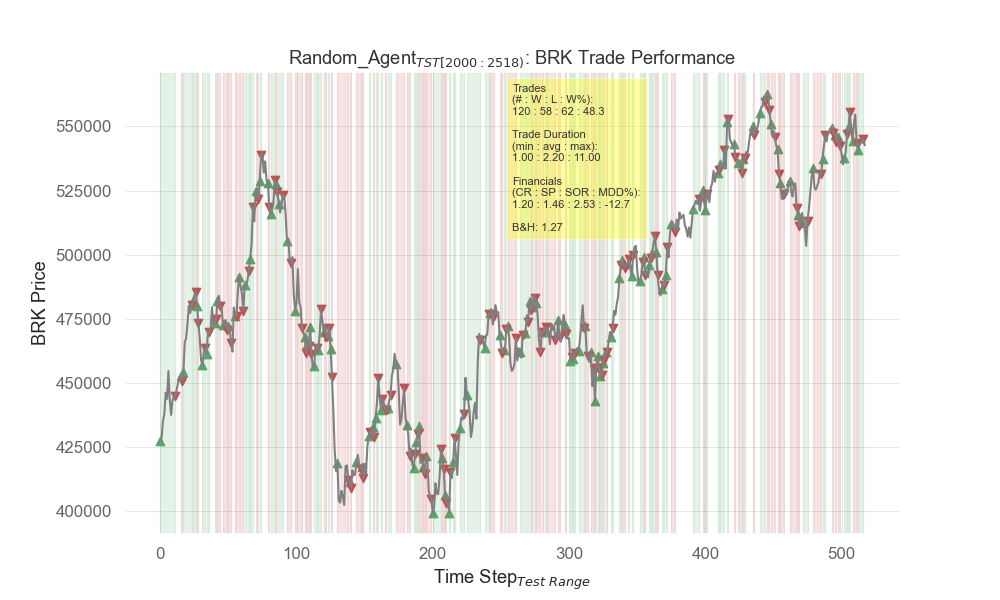 Random_Agent TST[2000 : 2518] : BRK Trade Performance
Trades
(# : W : L : W%):
120 : 58 : 62 : 48.3
Trade Duration
(min : avg : max):
1.00 : 2.20 : 11.00
Financials
(CR : SP : SOR : MDD%):
1.20 : 1.46 : 2.53 : -12.7
B&H: 1.27
BRK Price
550000
525000
500000
475000
450000
425000
400000
0 100 200 300 400 500
Time Step Test Range